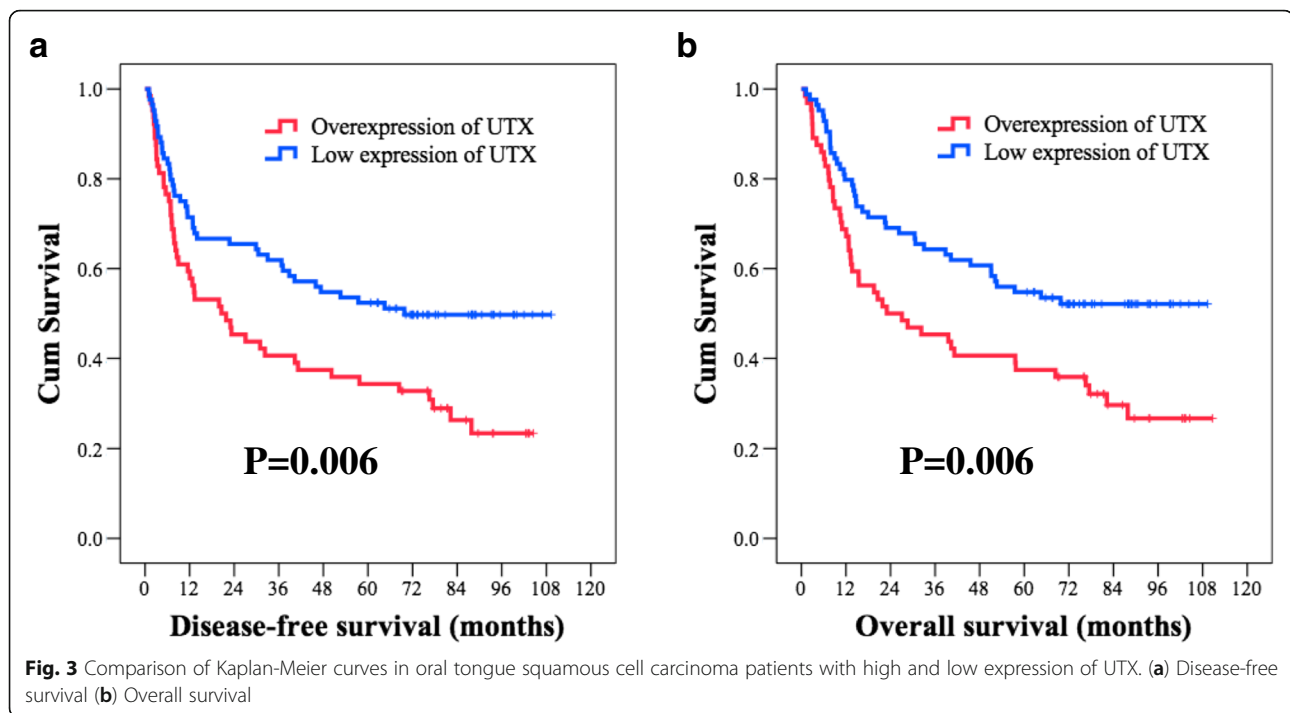 a
1.0
0.8
0.6
0.4
0.2
0.0
Cum Survival
Overexpression of UTX
Low expression of UTX
P=0.006
0 12 24 36 48 60 72 84 96 108 120
Disease-free survival (months)
b
1.0
0.8
0.6
0.4
0.2
0.0
Cum Survival
Overexpression of UTX
Low expression of UTX
P=0.006
0 12 24 36 48 60 72 84 96 108 120
Overall survival (months)
Fig. 3 Comparison of Kaplan-Meier curves in oral tongue squamous cell carcinoma patients with high and low expression of UTX. (a) Disease-free
survival (b) Overall survival